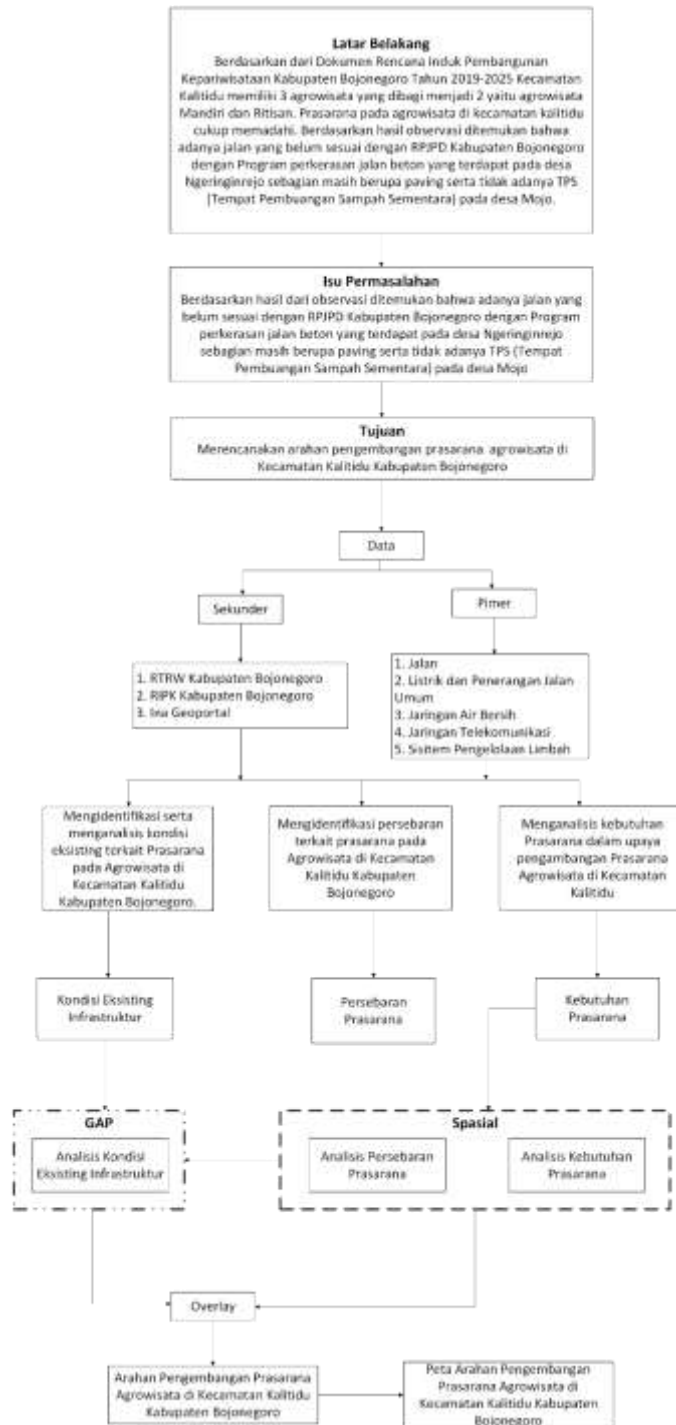 Latar Belakang
Berdasarkan dari Dokumen Rencana Induk Pembangunan
Kepariwisataan Kabupaten Bojonegoro Tahun 2019-2025 Kecamatan
Kalitidu memiliki 3 agrowisata yang dibagi menjadi 2 yaitu agrowisata
Mandiri dan Ritisan. Prasarana pada agrowisata di kecamatan kalitidu
cukup memadahi. Berdasarkan hasil observasi ditemukan bahwa
adanya jalan yang belum sesuai dengan RPJPD Kabupaten Bojonegoro
dengan Program perkerasan jalan beton yang terdapat pada desa
Ngeringinrejo sebagian masih berupa paving serta tidak adanya TPS
(Tempat Pembuangan Sampah Sementara) pada desa Mojo.
Isu Permasalahan
Berdasarkan hasil dari observasi ditemukan bahwa adanya jalan yang
belum sesuai dengan RPJPD Kabupaten Bojonegoro dengan Program
perkerasan jalan beton yang terdapat pada desa Ngeringinrejo
sebagian masih berupa paving serta tidak adanya TPS (Tempat
Pembuangan Sampah Sementara) pada desa Mojo
Tujuan
Merencanakan arahan pengembangan prasarana agrowisata di
Kecamatan Kalitidu Kabupaten Bojonegoro
Data
Sekunder
Pimer
1. RTRW Kabupaten Bojonegoro
2. RIPK Kabupaten Bojonegoro
3. Ina Geoportal
1. Jalan
2. Listrik dan Penerangan Jalan
Umum
3. Jaringan Air Bersih
4. Jaringan Telekomunikasi
5. Sisitem Pengelolaan Limbah
Mengidentifikasi serta
menganalisis kondisi
eksisting terkait Prasarana
pada Agrowisata di
Kecamatan Kalitidu
Kabupaten Bojonegoro.
Mengidentifikasi persebaran
terkait prasarana pada
Agrowisata di Kecamatan
Kalitidu Kabupaten
Bojonegoro
Menganalisis kebutuhan
Prasarana dalam upaya
pengambangan Prasarana
Agrowisata di Kecamatan
Kalitidu
Kondisi Eksisting
Infrastruktur
Persebaran
Prasarana
Kebutuhan
Prasarana
GAP
Analisis Kondisi
Eksisting Infrastruktur
Spasial
Analisis Persebaran
Prasarana
Analisis Kebutuhan
Prasarana
Overlay
Arahan Pengembangan Prasarana
Agrowisata di Kecamatan Kalitidu
Kabupaten Bojonegoro
Peta Arahan Pengembangan
Prasarana Agrowisata di
Kecamatan Kalitidu Kabupaten
Bojonegoro